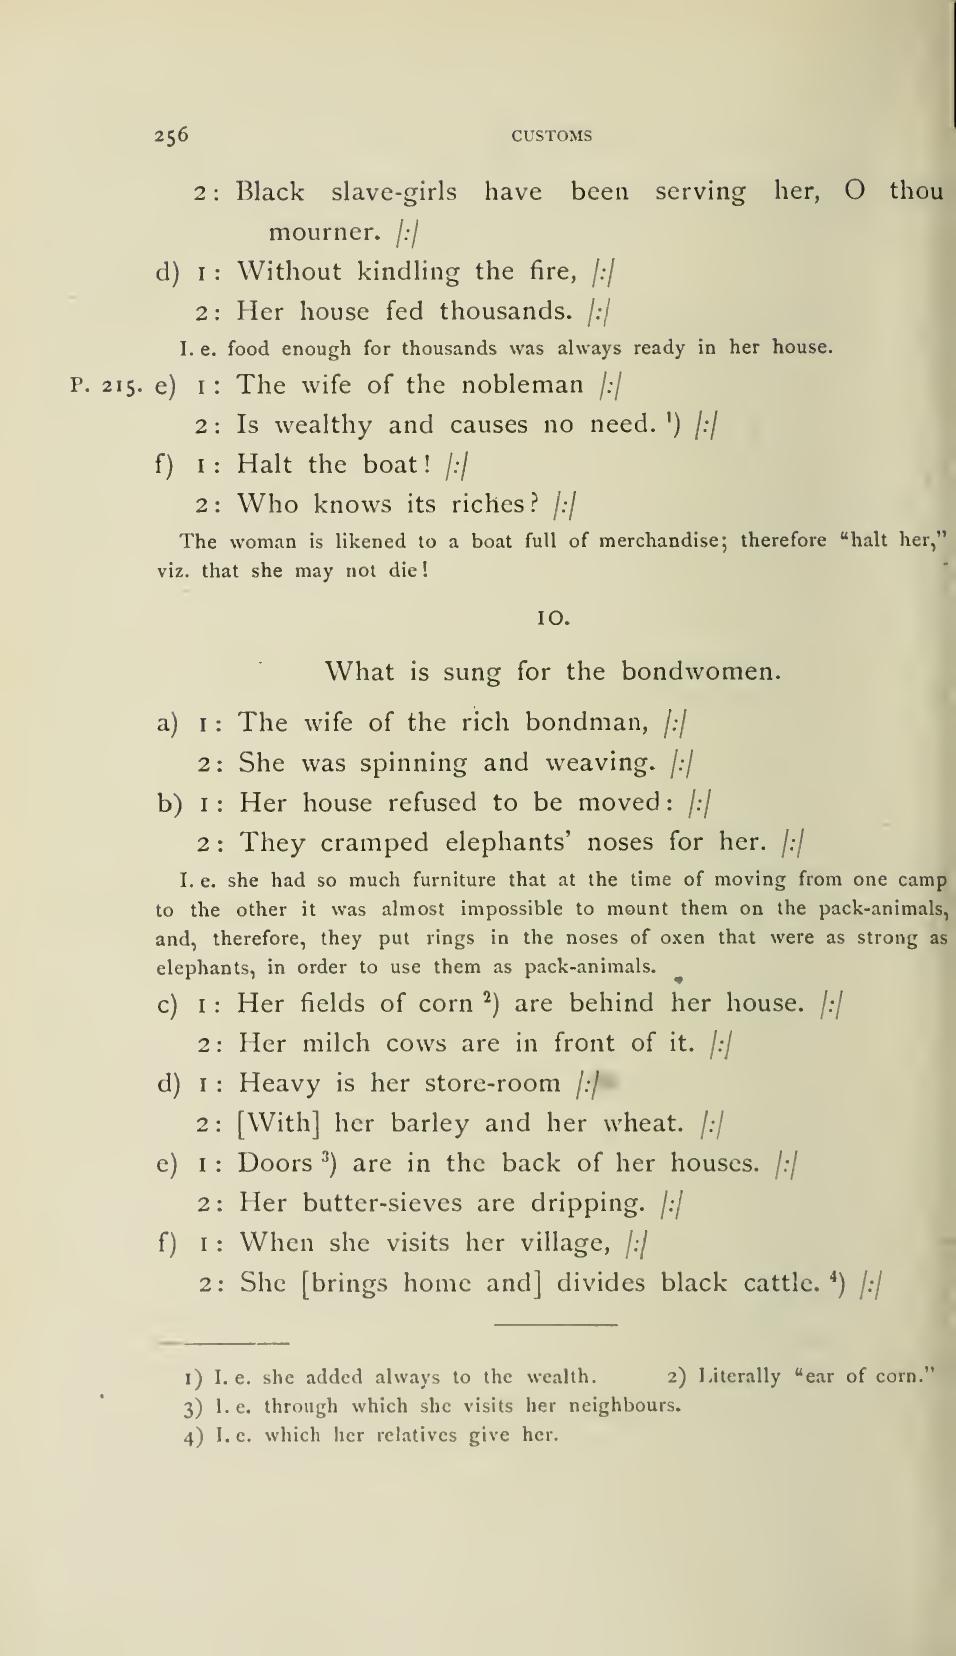 256 CUSTOMS
2: Black slave-girls have been serving her, O thou
mourner. /:/
d) 1: Without kindling the fire, /:/
2: Her house fed thousands. /:/
I. e. food enough for thousands was always ready in her house.
P. 215. e) 1: The wife of the nobleman /:/
2: Is wealthy and causes no need. ¹) /:/
f) 1: Halt the boat! /:/
2: Who knows its riches? /:/
The woman is likened to a boat full of merchandise; therefore “halt her,”
viz. that she may not die!
10.
What is sung for the bondwomen.
a) 1: The wife of the rich bondman, /:/
2: She was spinning and weaving. /:/
b) 1: Her house refused to be moved: /:/
2: They cramped elephants’ noses for her. /:/
I. e. she had so much furniture that at the time of moving from one camp
to the other it was almost impossible to mount them on the pack-animals,
and, therefore, they put rings in the noses of oxen that were as strong as
elephants, in order to use them as pack-animals.
c) 1: Her fields of corn ²) are behind her house. /:/
2: Her milch cows are in front of it. /:/
d) 1: Heavy is her store-room /:/
2: [With] her barley and her wheat. /:/
e) 1: Doors ³) are in the back of her houses. /:/
2: Her butter-sieves are dripping. /:/
f) 1: When she visits her village, /:/
2: She [brings home and] divides black cattle. ⁴) /:/
1) I. e. she added always to the wealth. 2) Literally “ear of corn.”
3) I. e. through which she visits her neighbours.
4) I. e. which her relatives give her.